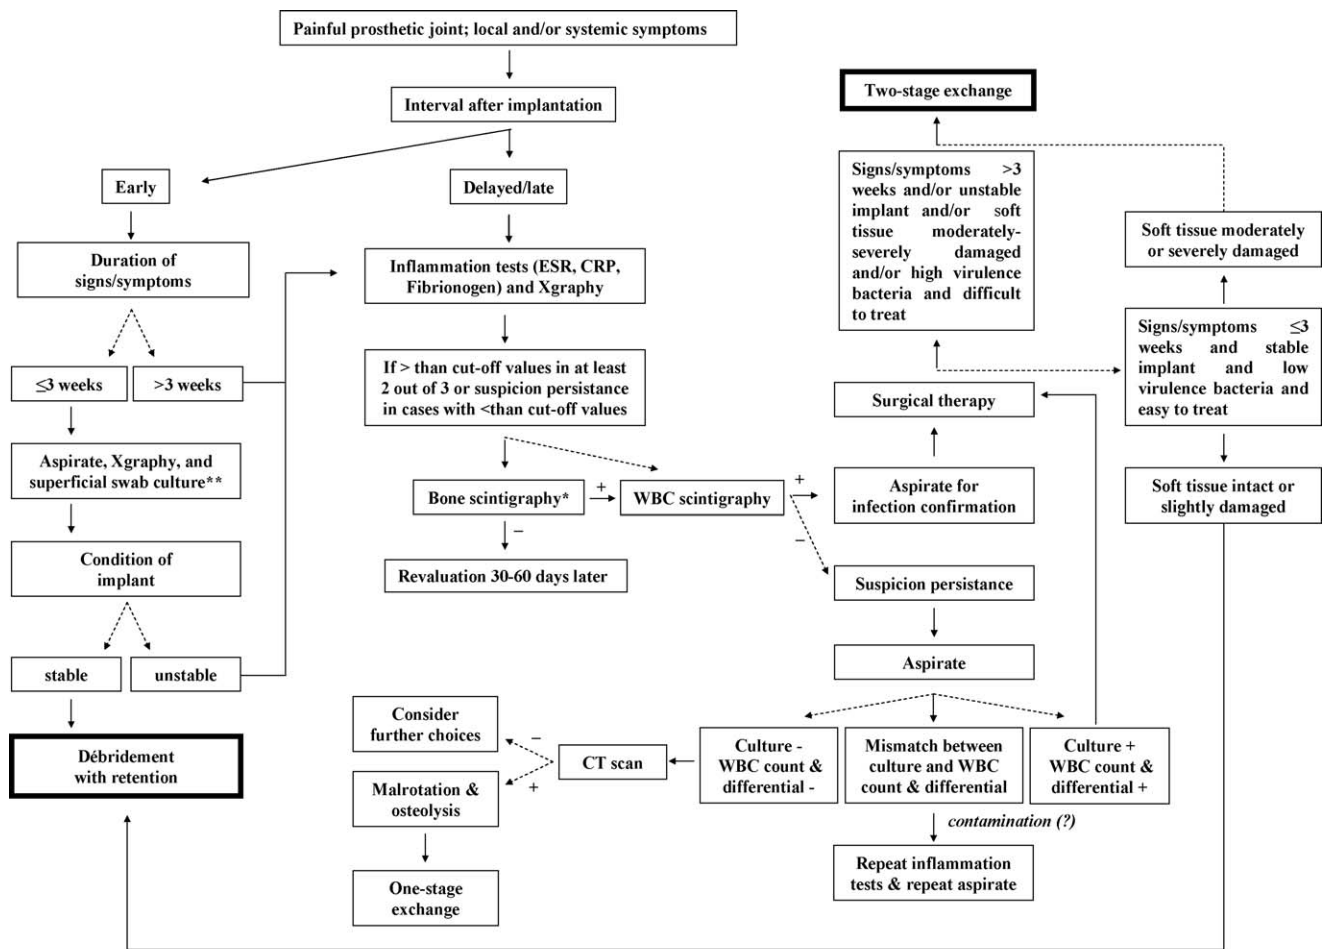 Painful prosthetic joint; local and/or systemic symptoms
Interval after implantation
Early
Delayed/late
Duration of
signs/symptoms
≤3 weeks
>3 weeks
Aspirate, Xgraphy, and
superficial swab culture**
Condition of
implant
stable
unstable
Débridement
with retention
Inflammation tests (ESR, CRP,
Fibrionogen) and Xgraphy
If > than cut-off values in at least
2 out of 3 or suspicion persistance
in cases with <than cut-off values
Bone scintigraphy*
+
WBC scintigraphy
–
Revaluation 30-60 days later
+
Aspirate for
infection confirmation
–
Surgical therapy
Two-stage exchange
Signs/symptoms >3
weeks and/or unstable
implant and/or soft
tissue moderately-
severely damaged
and/or high virulence
bacteria and difficult
to treat
Soft tissue moderately
or severely damaged
Signs/symptoms ≤3
weeks and stable
implant and low
virulence bacteria and
easy to treat
Soft tissue intact or
slightly damaged
Suspicion persistance
Aspirate
Culture -
WBC count &
differential -
Mismatch between
culture and WBC
count & differential
Culture +
WBC count &
differential +
contamination (?)
Repeat inflammation
tests & repeat aspirate
CT scan
–
Consider
further choices
+
Malrotation &
osteolysis
One-stage
exchange